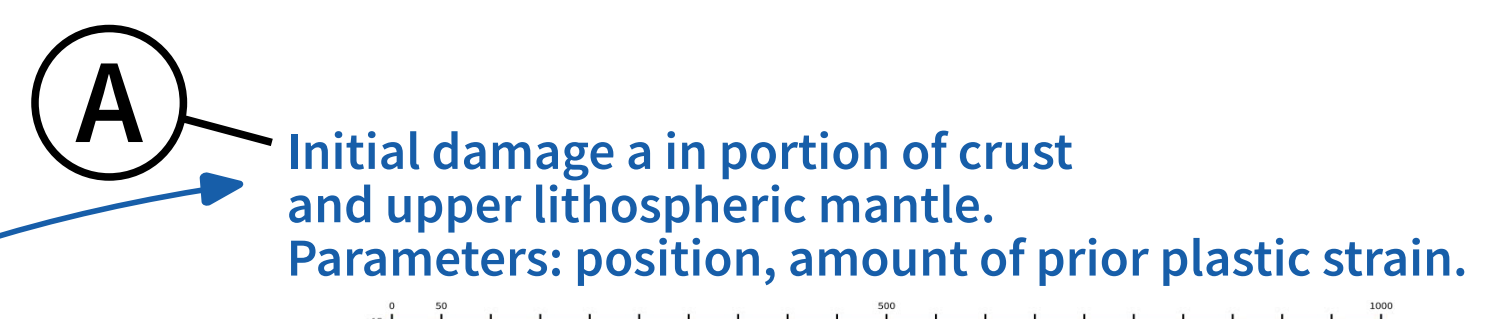 A
Initial damage a in portion of crust
and upper lithospheric mantle.
Parameters: position, amount of prior plastic strain.
0 50 500 1000